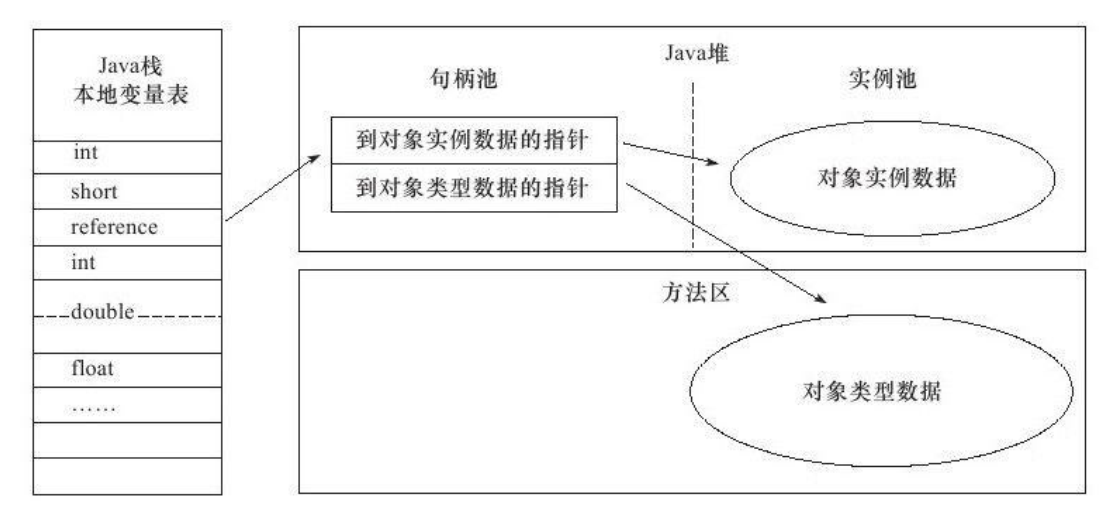 Java栈
本地变量表
int
short
reference
int
double
float
……
Java堆
句柄池
实例池
到对象实例数据的指针
到对象类型数据的指针
对象实例数据
方法区
对象类型数据